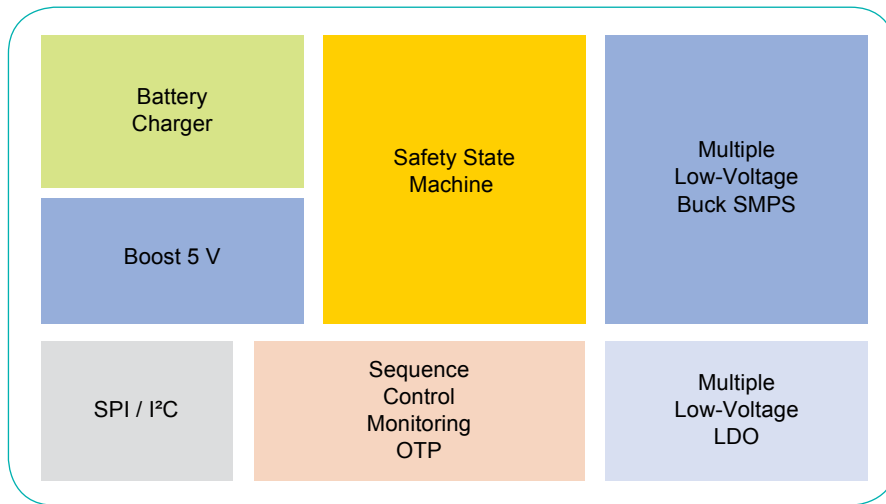 Battery
Charger
Safety State
Machine
Multiple
Low-Voltage
Buck SMPS
Boost 5 V
SPI / I²C
Sequence
Control
Monitoring
OTP
Multiple
Low-Voltage
LDO